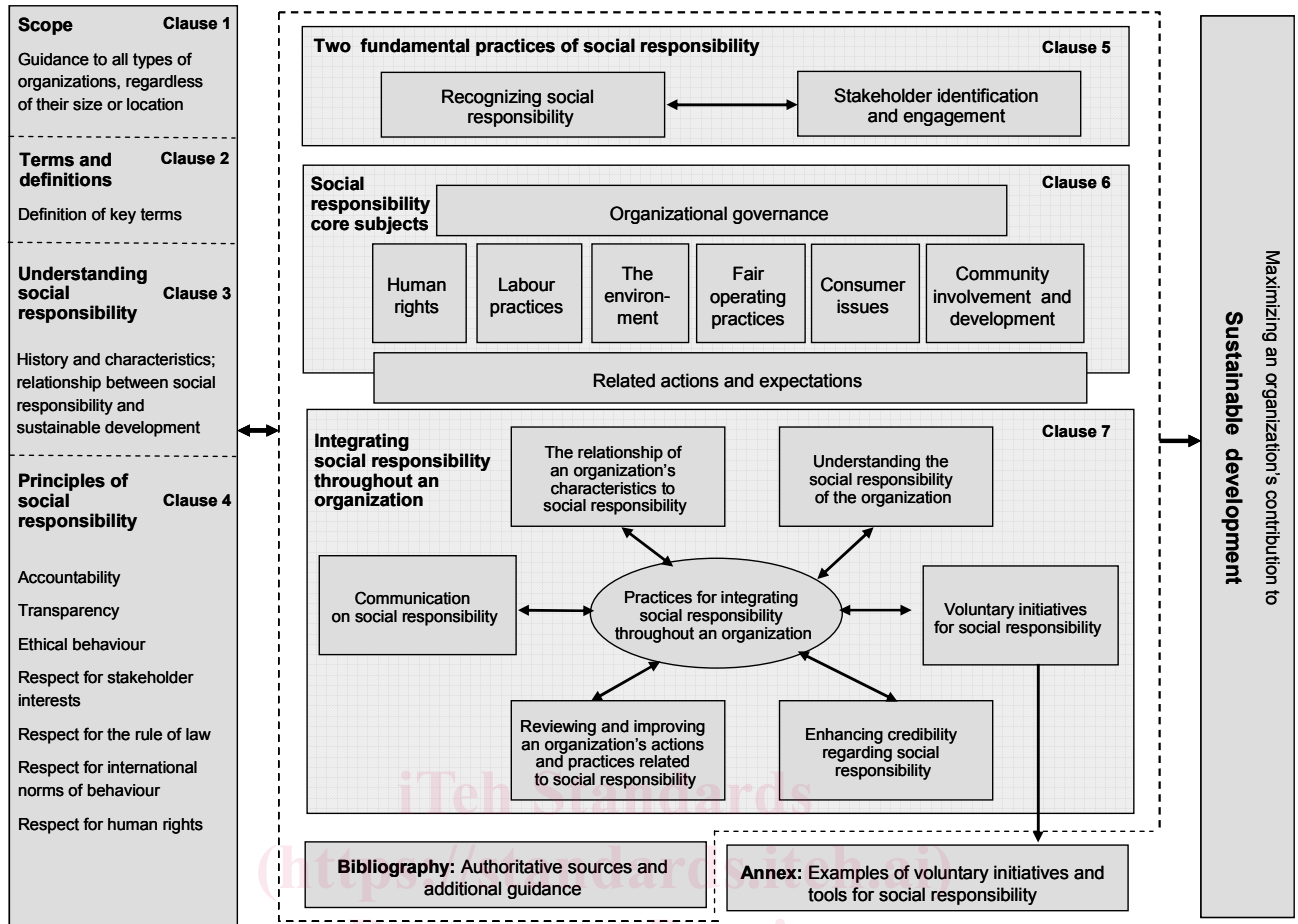 Scope
Clause 1
Guidance to all types of
organizations, regardless
of their size or location
Terms and
definitions
Clause 2
Definition of key terms
Understanding
social
responsibility
Clause 3
History and characteristics;
relationship between social
responsibility and
sustainable development
Principles of
social
responsibility
Clause 4
Accountability
Transparency
Ethical behaviour
Respect for stakeholder
interests
Respect for the rule of law
Respect for international
norms of behaviour
Respect for human rights
Two fundamental practices of social responsibility
Clause 5
Recognizing social
responsibility
Stakeholder identification
and engagement
Social
responsibility
core subjects
Clause 6
Organizational governance
Human
rights
Labour
practices
The
environ-
ment
Fair
operating
practices
Consumer
issues
Community
involvement and
development
Related actions and expectations
Integrating
social responsibility
throughout an
organization
Clause 7
The relationship of
an organization's
characteristics to
social responsibility
Understanding the
social responsibility
of the organization
Communication
on social responsibility
Practices for integrating
social responsibility
throughout an organization
Voluntary initiatives
for social responsibility
Reviewing and improving
an organization's actions
and practices related
to social responsibility
Enhancing credibility
regarding social
responsibility
iTeh Standards
(https://standards.iteh.ai)
Bibliography: Authoritative sources and
additional guidance
Annex: Examples of voluntary initiatives and
tools for social responsibility
Maximizing an organization's contribution to
Sustainable development